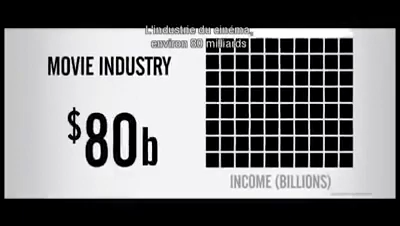 L'industrie du cinéma,
environ 80 milliards
MOVIE INDUSTRY
$80b
INCOME (BILLIONS)